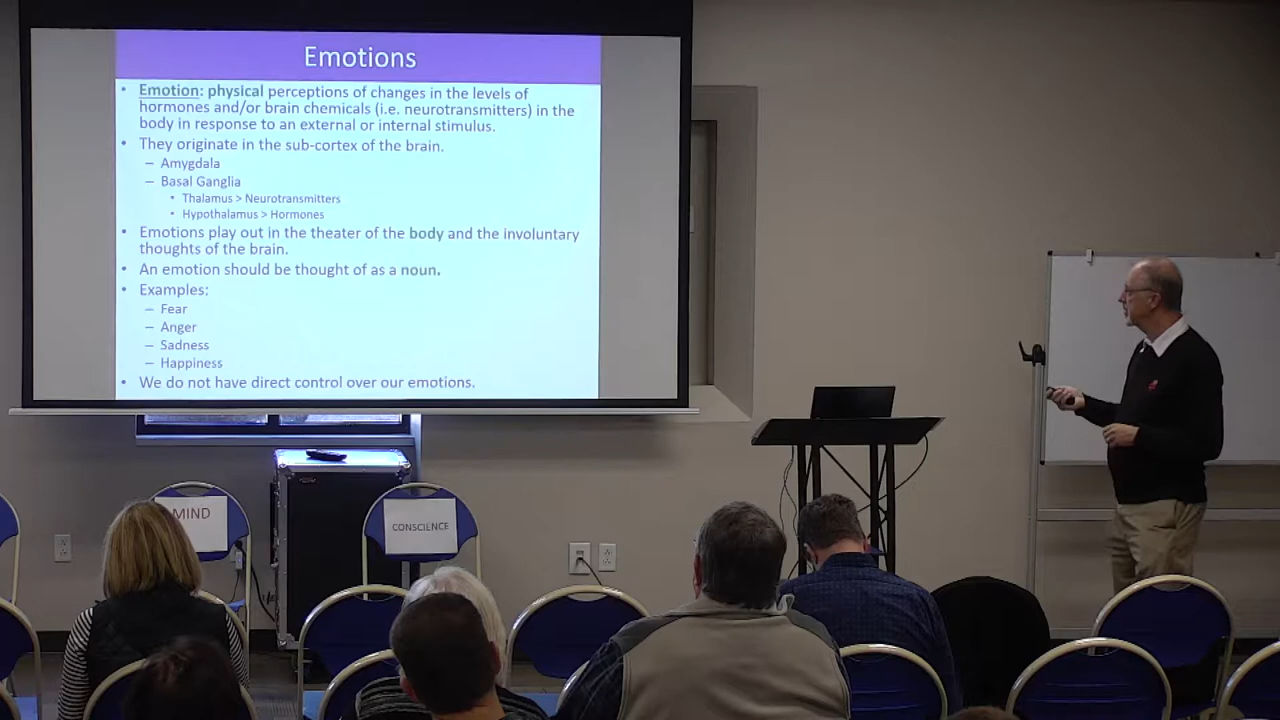 Emotions
• Emotion: physical perceptions of changes in the levels of
hormones and/or brain chemicals (i.e. neurotransmitters) in the
body in response to an external or internal stimulus.
• They originate in the sub-cortex of the brain.
– Amygdala
– Basal Ganglia
• Thalamus > Neurotransmitters
• Hypothalamus > Hormones
• Emotions play out in the theater of the body and the involuntary
thoughts of the brain.
• An emotion should be thought of as a noun.
• Examples:
– Fear
– Anger
– Sadness
– Happiness
• We do not have direct control over our emotions.
MIND
CONSCIENCE